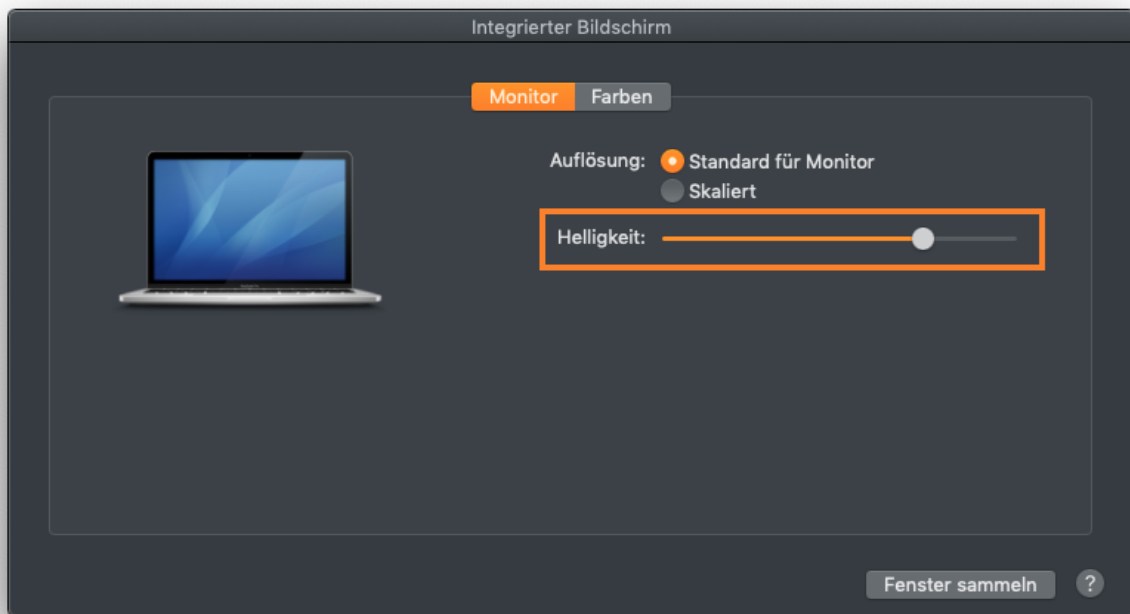 Integrierter Bildschirm
Monitor Farben
Auflösung: Standard für Monitor
Skaliert
Helligkeit:
Fenster sammeln ?